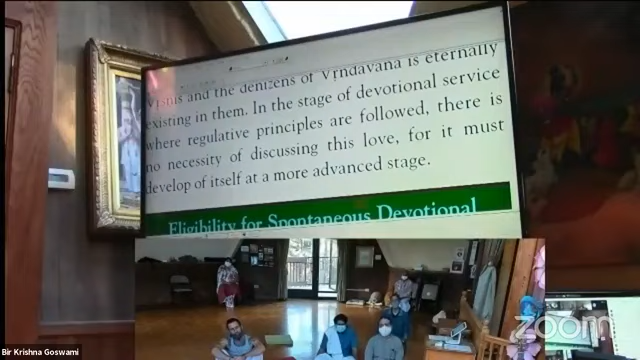 Vṛṣṇis and the denizens of Vṛndāvana is eternally
existing in them. In the stage of devotional service
where regulative principles are followed, there is
no necessity of discussing this love, for it must
develop of itself at a more advanced stage.
Eligibility for Spontaneous Devotional
zoom
Bir Krishna Goswami